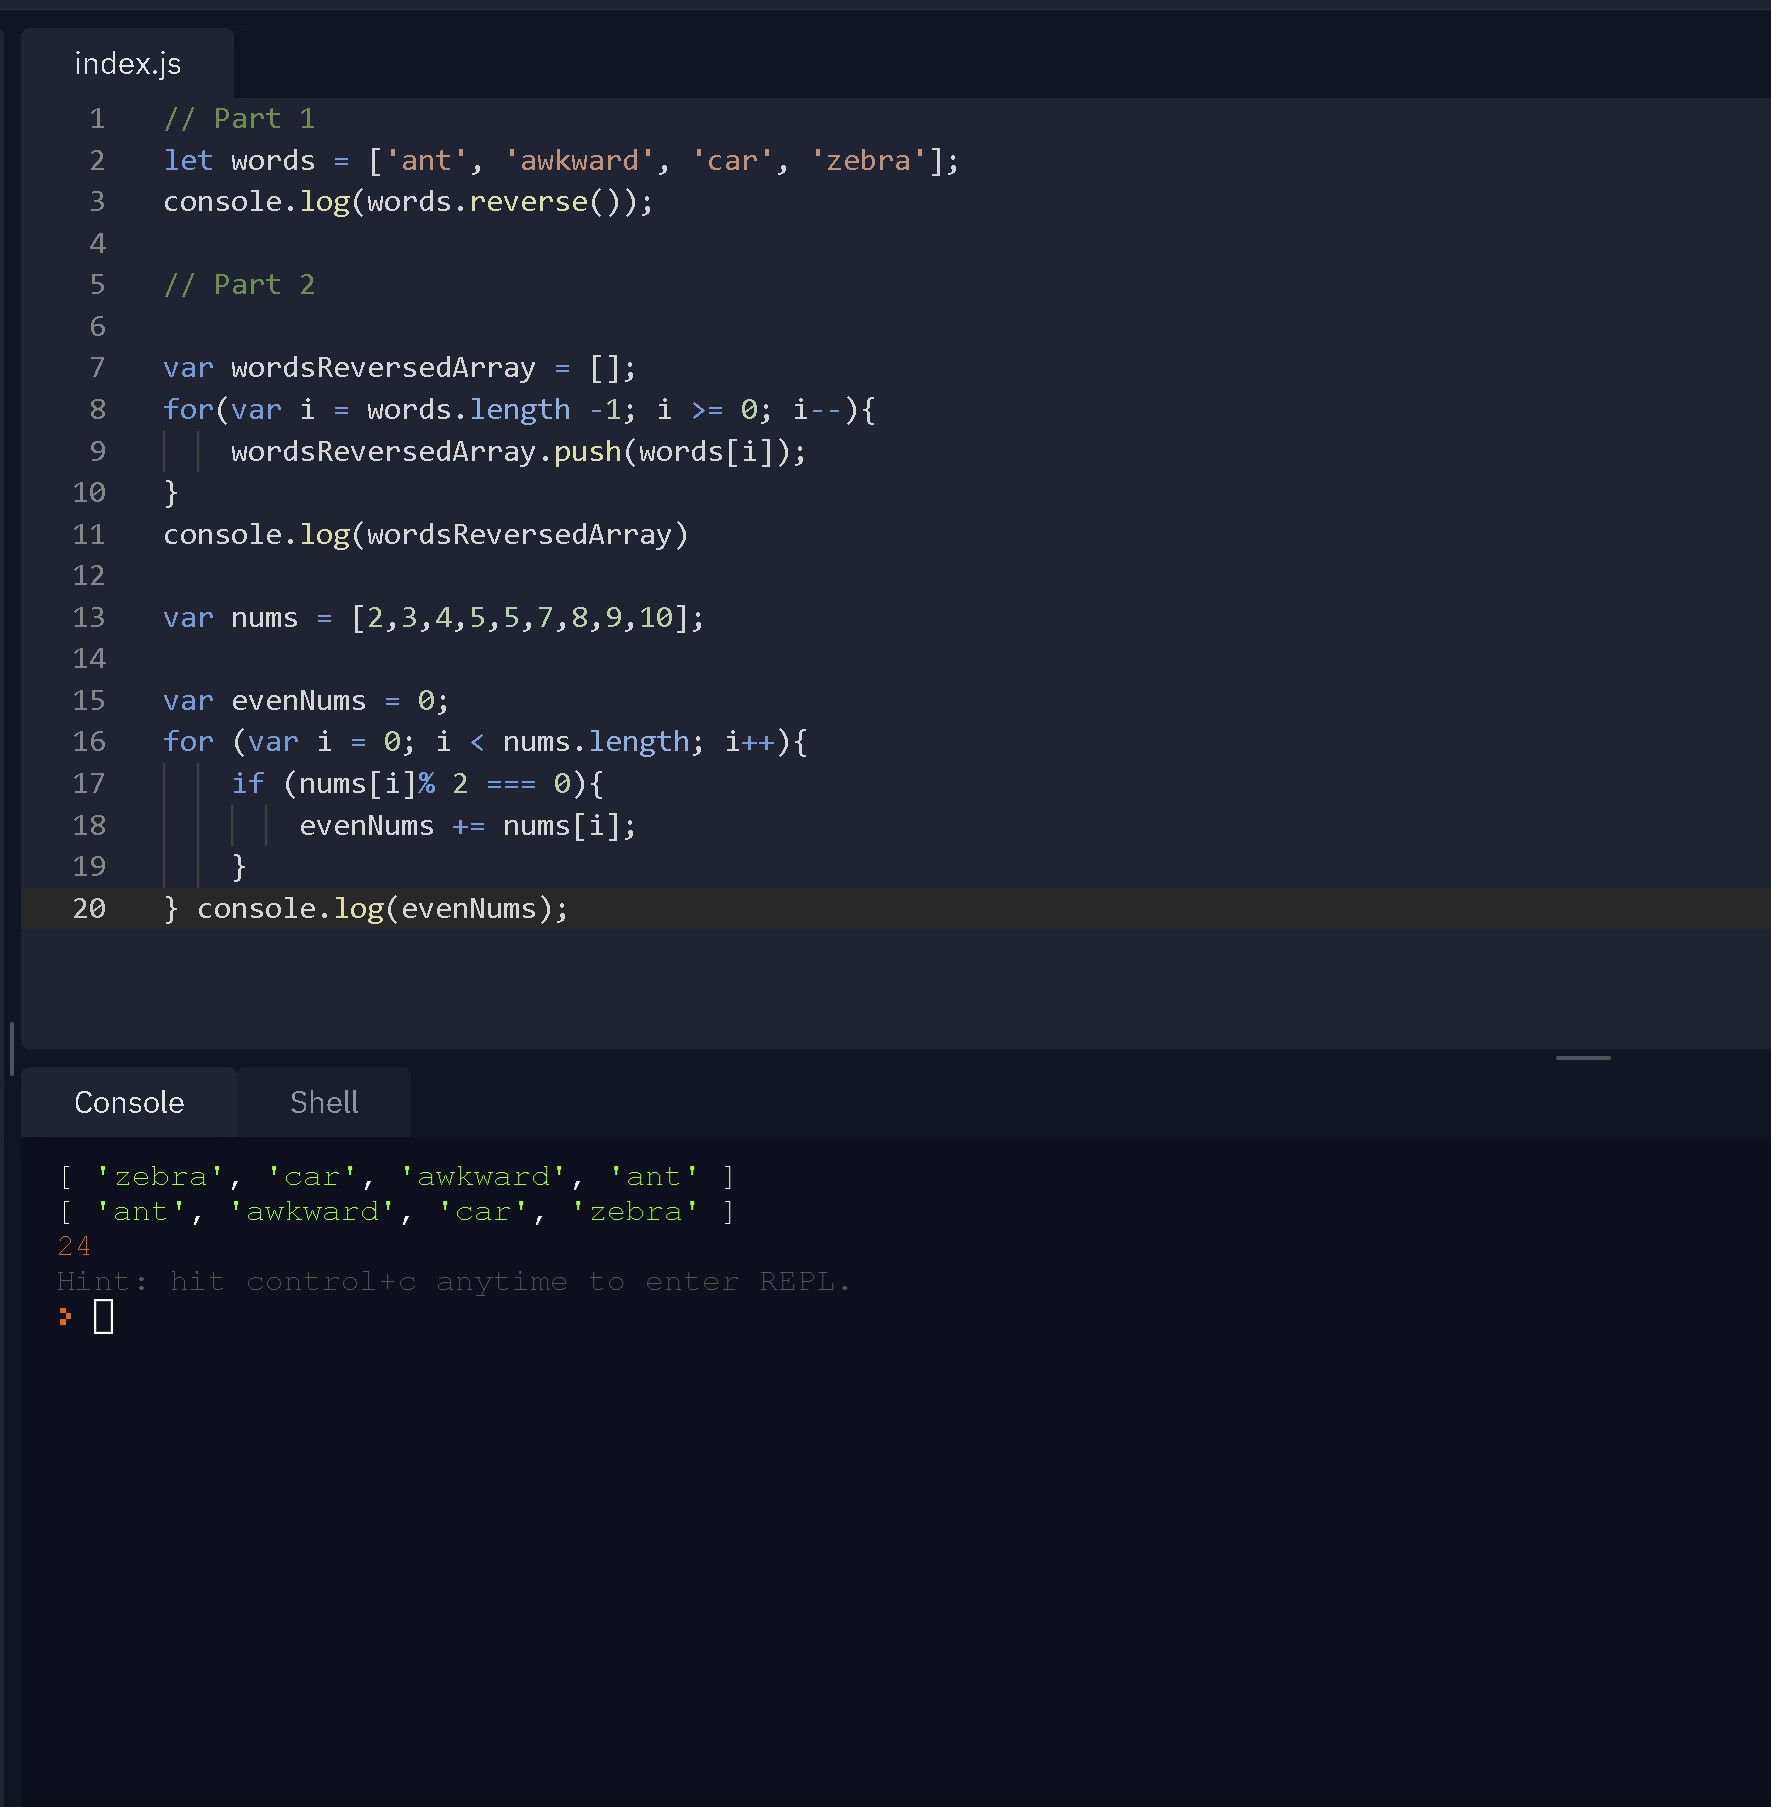 index.js
1 // Part 1
2 let words = ['ant', 'awkward', 'car', 'zebra'];
3 console.log(words.reverse());
4
5 // Part 2
6
7 var wordsReversedArray = [];
8 for(var i = words.length -1; i >= 0; i--){
9     wordsReversedArray.push(words[i]);
10 }
11 console.log(wordsReversedArray)
12
13 var nums = [2,3,4,5,5,7,8,9,10];
14
15 var evenNums = 0;
16 for (var i = 0; i < nums.length; i++){
17     if (nums[i]% 2 === 0){
18         evenNums += nums[i];
19     }
20 } console.log(evenNums);
Console Shell
[ 'zebra', 'car', 'awkward', 'ant' ]
[ 'ant', 'awkward', 'car', 'zebra' ]
24
Hint: hit control+c anytime to enter REPL.
>